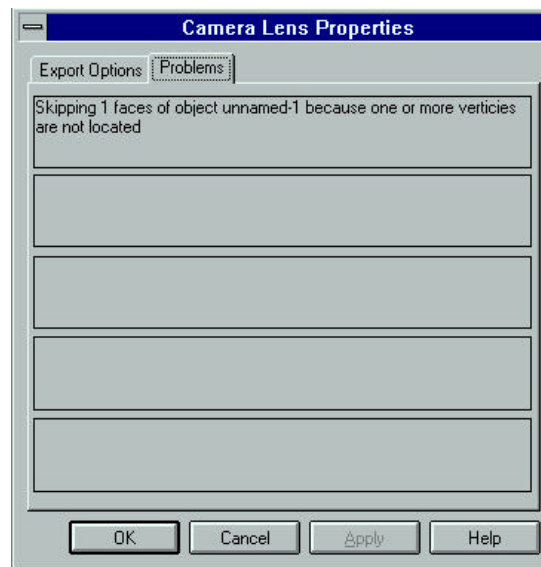 Camera Lens Properties
Export Options Problems
Skipping 1 faces of object unnamed-1 because one or more verticies
are not located
OK Cancel Apply Help